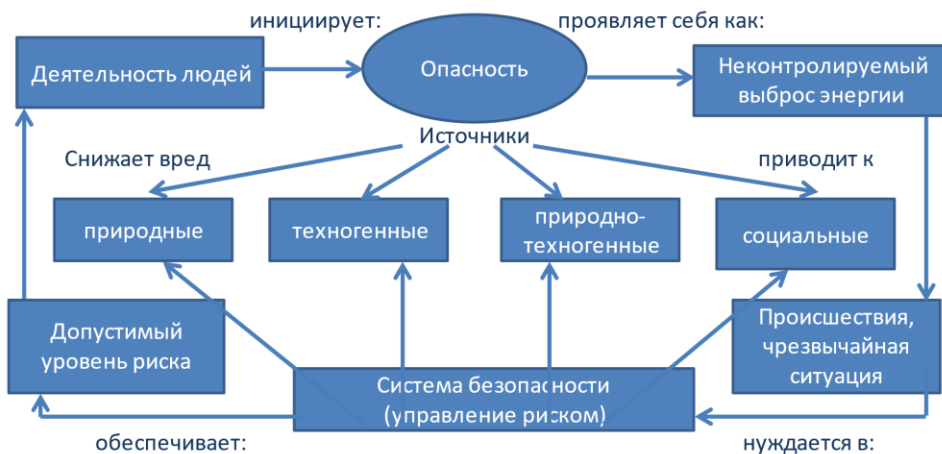 инициирует:
проявляет себя как:
Деятельность людей
Опасность
Неконтролируемый
выброс энергии
Источники
Снижает вред
приводит к
природные
техногенные
природно-
техногенные
социальные
Допустимый
уровень риска
Происшествия,
чрезвычайная
ситуация
Система безопасности
(управление риском)
обеспечивает:
нуждается в: